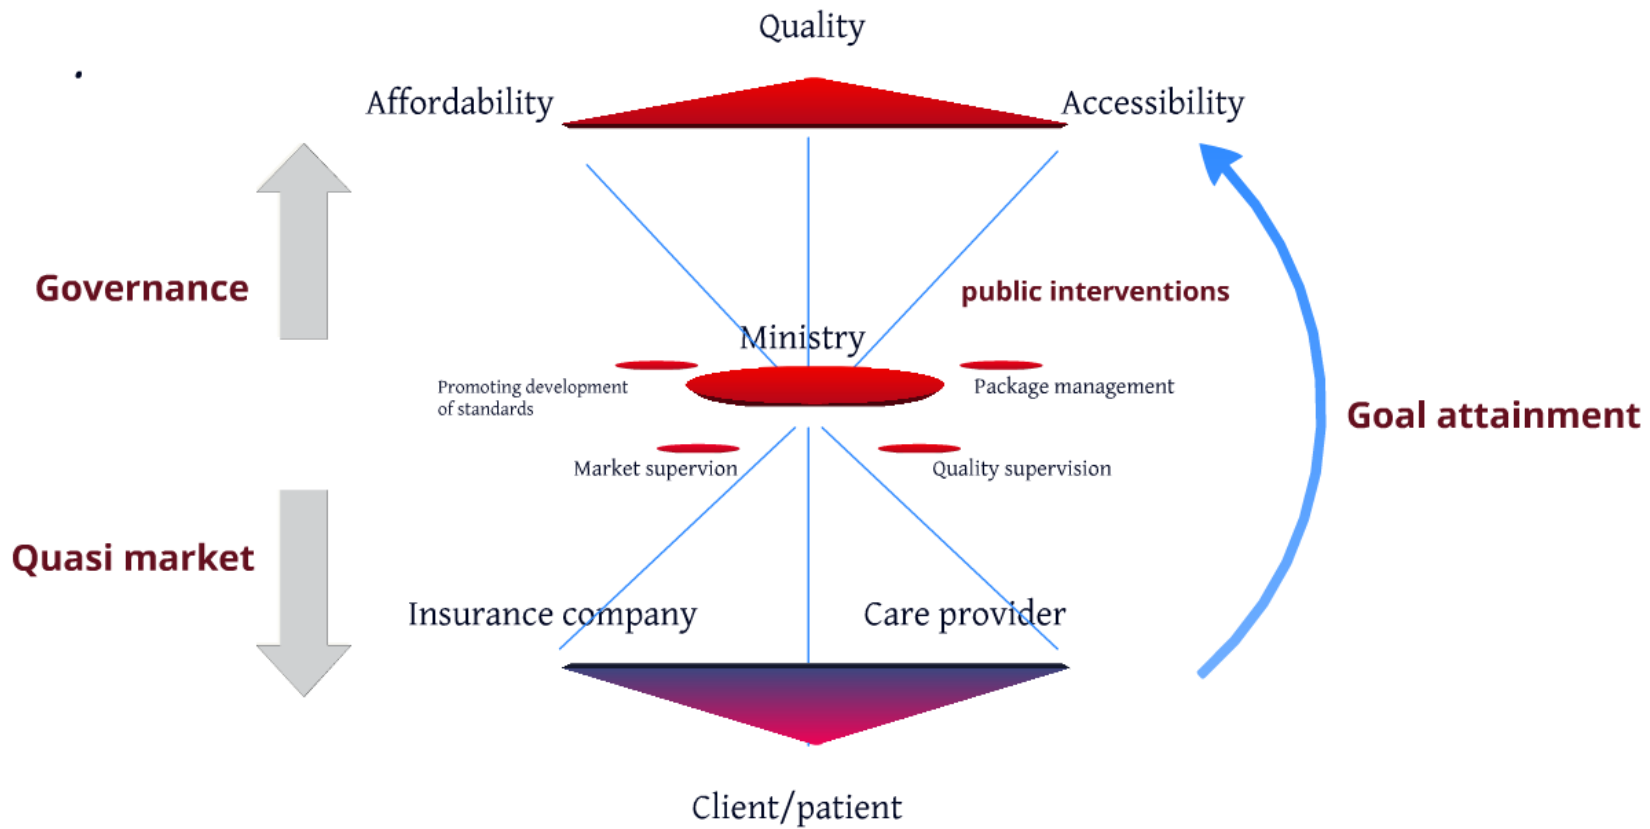 Quality
Affordability
Accessibility
Governance
public interventions
Ministry
Promoting development
of standards
Package management
Goal attainment
Market supervion
Quality supervision
Quasi market
Insurance company
Care provider
Client/patient